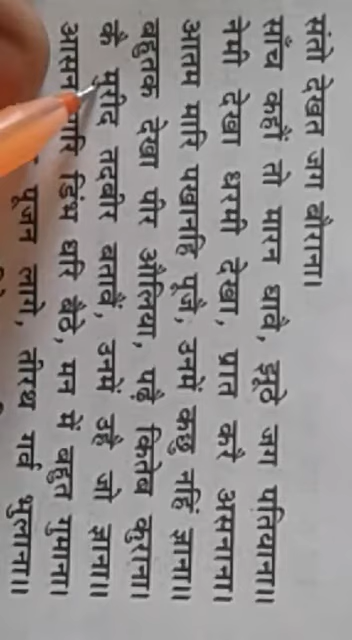 संतो देखत जग बौराना।
साँच कहौं तो मारन धावै, झूठे जग पतियाना॥
नेमी देखा धरमी देखा, प्रात करै असनाना।
आतम मारि पखानहि पूजै, उनमें कछु नहिं ज्ञाना॥
बहुतक देखा पीर औलिया, पढ़ै कितेब कुराना।
कै मुरीद तदबीर बतावैं, उनमें उहै जो ज्ञाना॥
आसन मारि डिंभ धरि बैठे, मन में बहुत गुमाना।
पूजन लागे, तीरथ गर्व भुलाना॥